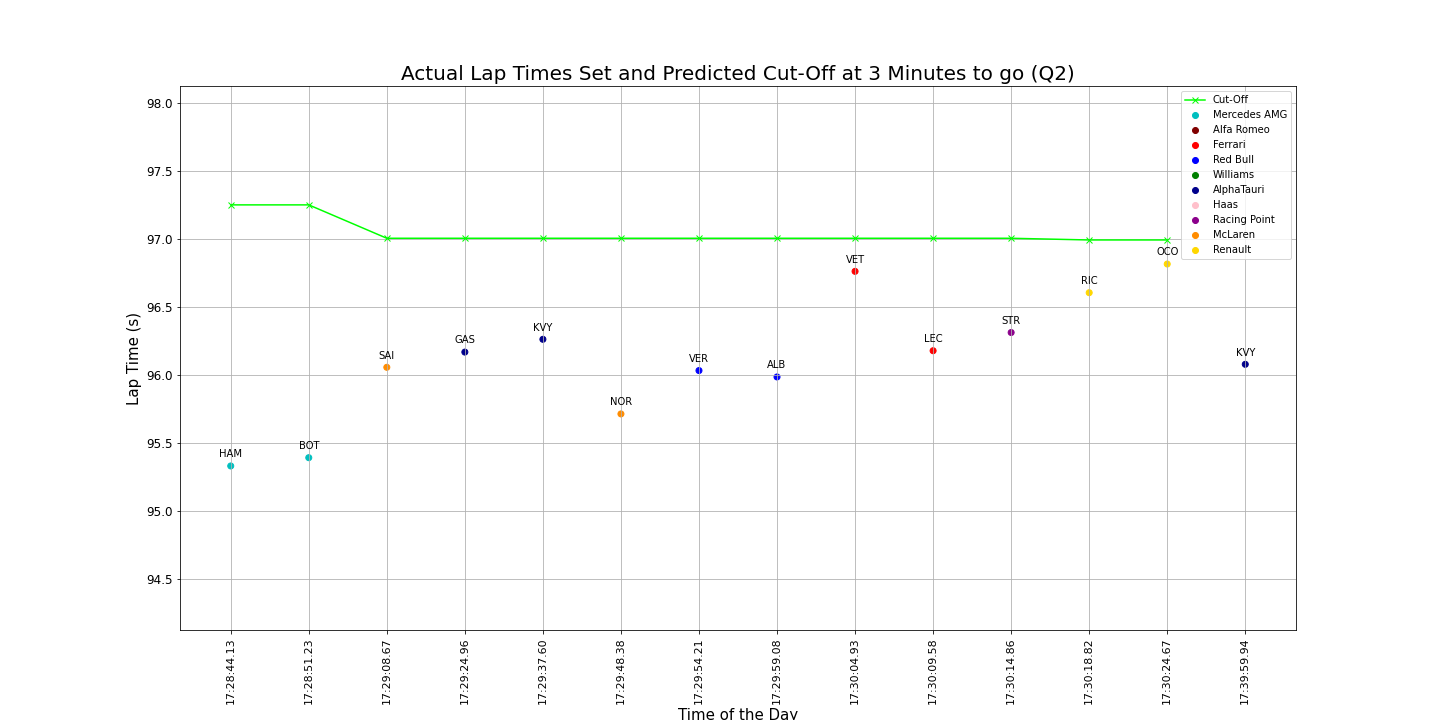 Actual Lap Times Set and Predicted Cut-Off at 3 Minutes to go (Q2)
98.0
97.5
97.0
96.5
96.0
95.5
95.0
94.5
Lap Time (s)
Cut-Off
Mercedes AMG
Alfa Romeo
Ferrari
Red Bull
Williams
AlphaTauri
Haas
Racing Point
McLaren
Renault
HAM
BOT
SAI
GAS
KVY
NOR
VER
ALB
VET
LEC
STR
RIC
OCO
KVY
17:28:44.13
17:28:51.23
17:29:08.67
17:29:24.96
17:29:37.60
17:29:48.38
17:29:54.21
17:29:59.08
17:30:04.93
17:30:09.58
17:30:14.86
17:30:18.82
17:30:24.67
17:39:59.94
Time of the Day